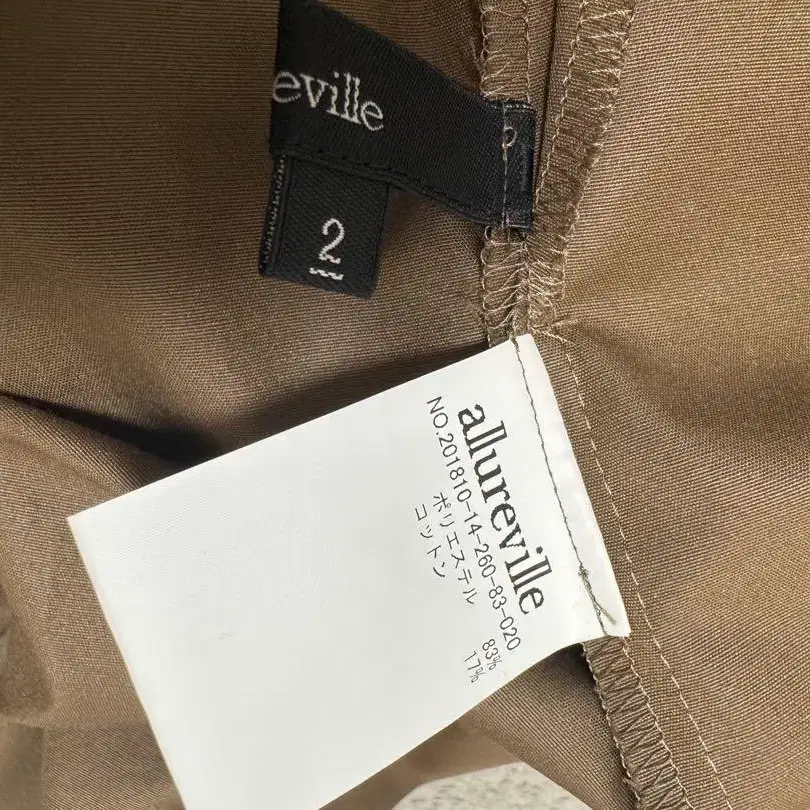 eville
2
allureville
NO.201810-14-260-83-020
ポリエステル 83%
コットン 17%